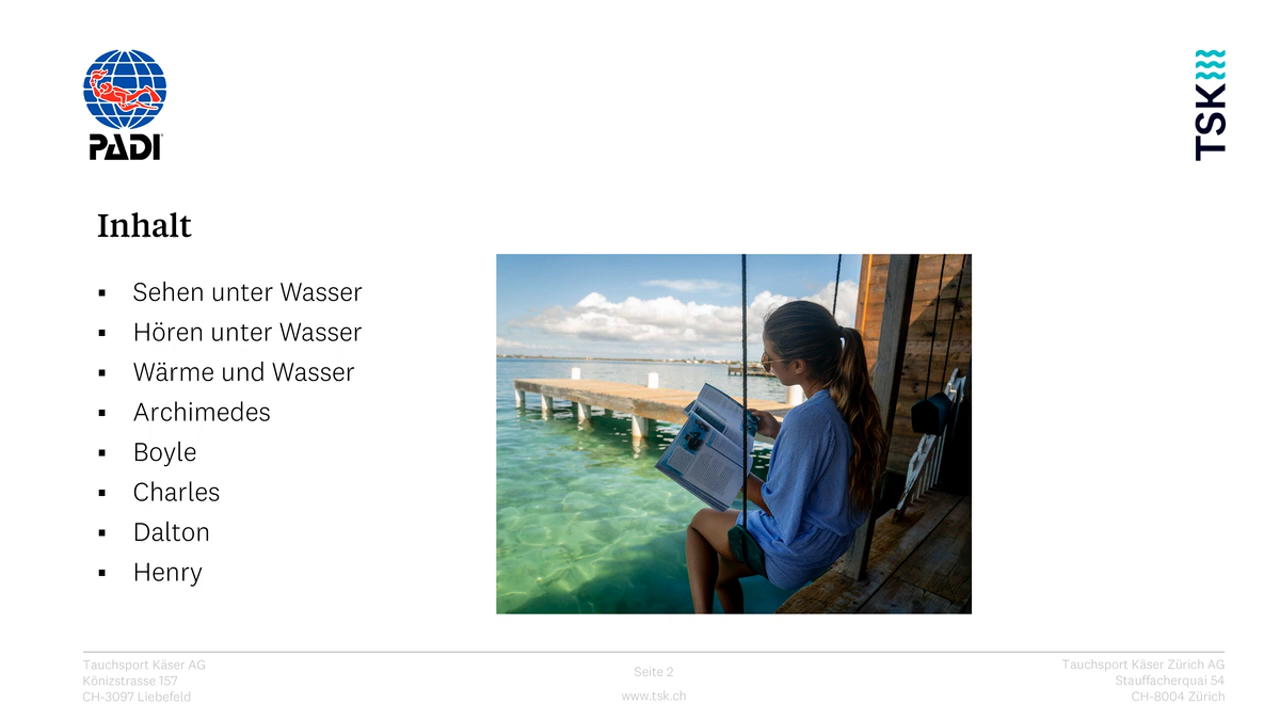 PADI
TSK
Inhalt
▪ Sehen unter Wasser
▪ Hören unter Wasser
▪ Wärme und Wasser
▪ Archimedes
▪ Boyle
▪ Charles
▪ Dalton
▪ Henry
Tauchsport Käser AG
Könizstrasse 157
CH-3097 Liebefeld
Seite 2
www.tsk.ch
Tauchsport Käser Zürich AG
Stauffacherquai 54
CH-8004 Zürich